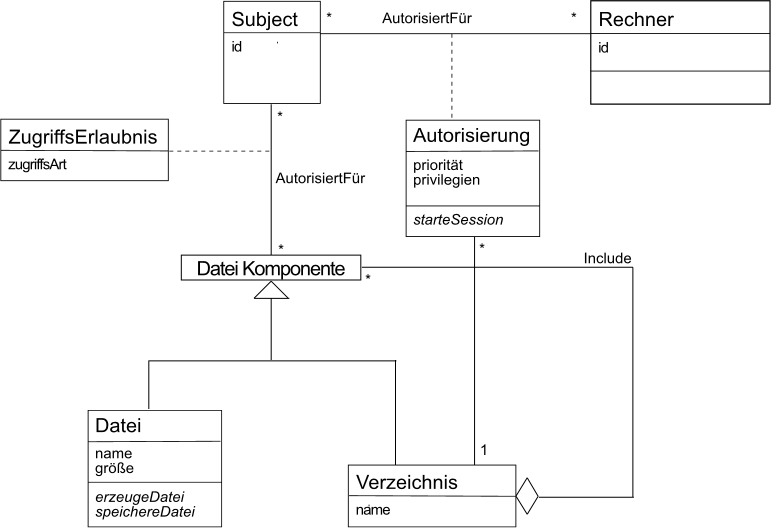 Subject
id
* AutorisiertFür *
Rechner
id
*
ZugriffsErlaubnis
zugriffsArt
AutorisiertFür
Autorisierung
priorität
privilegien
starteSession
*
*
Datei Komponente
*
Include
Datei
name
größe
erzeugeDatei
speichereDatei
1
Verzeichnis
name